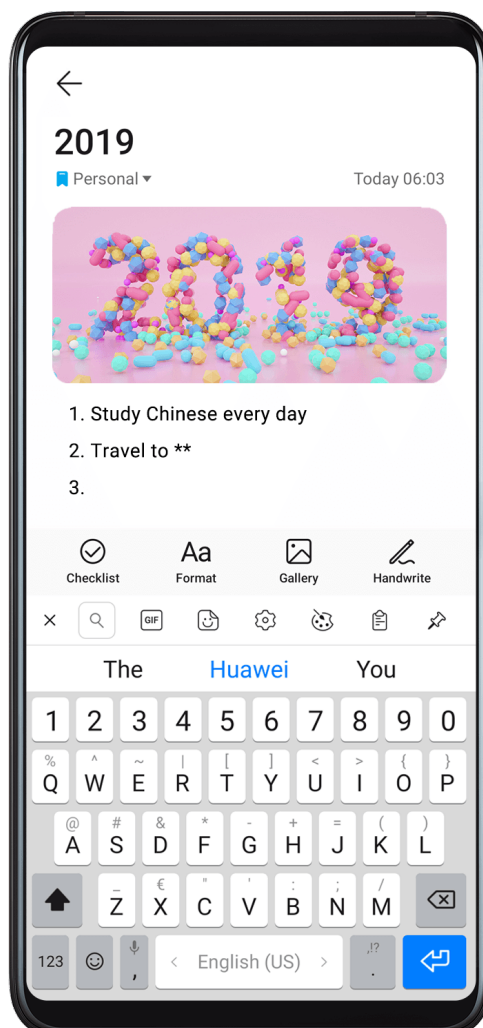 2019
Personal
Today 06:03
2019
1. Study Chinese every day
2. Travel to **
3.
Checklist
Aa
Format
Gallery
Handwrite
GIF
The Huawei You
1 2 3 4 5 6 7 8 9 0
% ^ ~ | [ ] < > { }
Q W E R T Y U I O P
@ # & * - + = ( )
A S D F G H J K L
_ € " ' : ; /
Z X C V B N M
123 , < English (US) > ,!? .